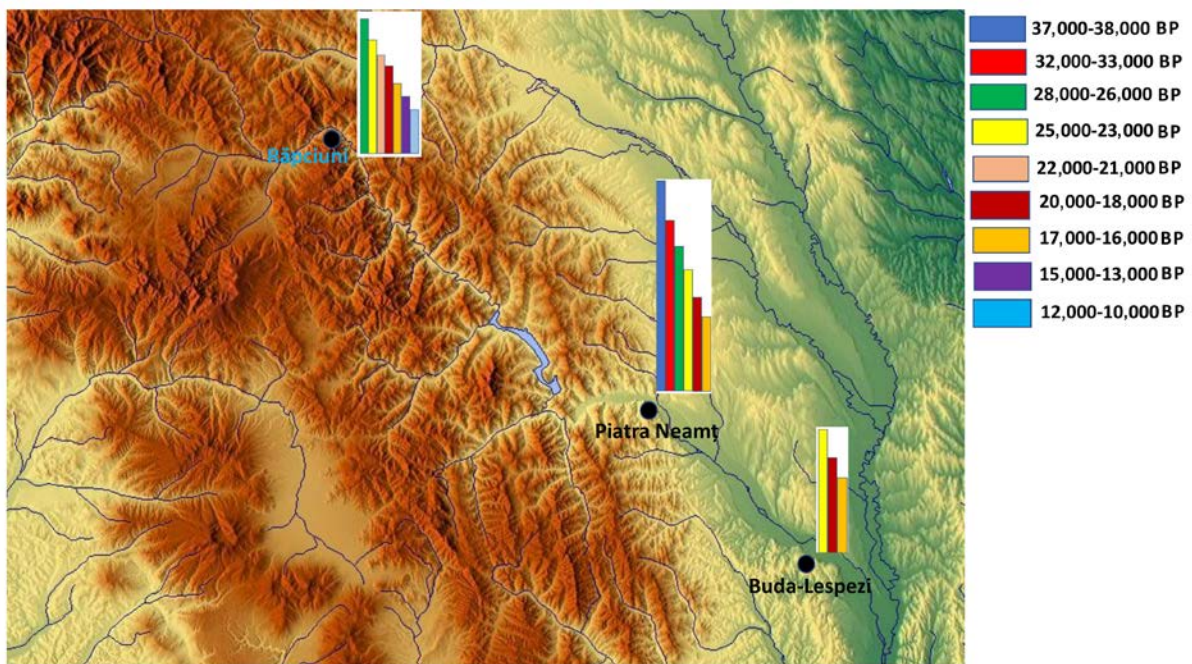 37,000-38,000 BP
32,000-33,000 BP
28,000-26,000 BP
25,000-23,000 BP
22,000-21,000 BP
20,000-18,000 BP
17,000-16,000 BP
15,000-13,000 BP
12,000-10,000 BP
Răpciuni
Piatra Neamț
Buda-Lespezi